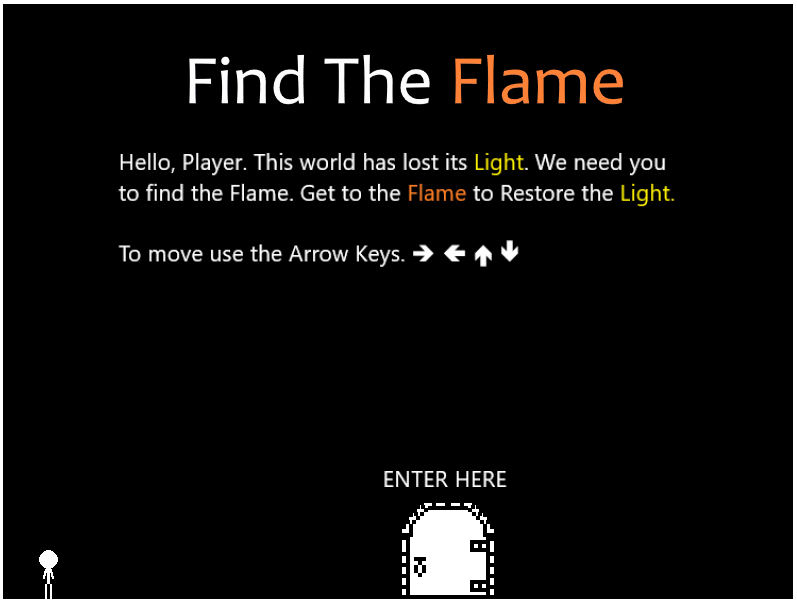 Find The Flame
Hello, Player. This world has lost its Light. We need you
to find the Flame. Get to the Flame to Restore the Light.
To move use the Arrow Keys. 🡲 🡰 🡱 🡳
ENTER HERE